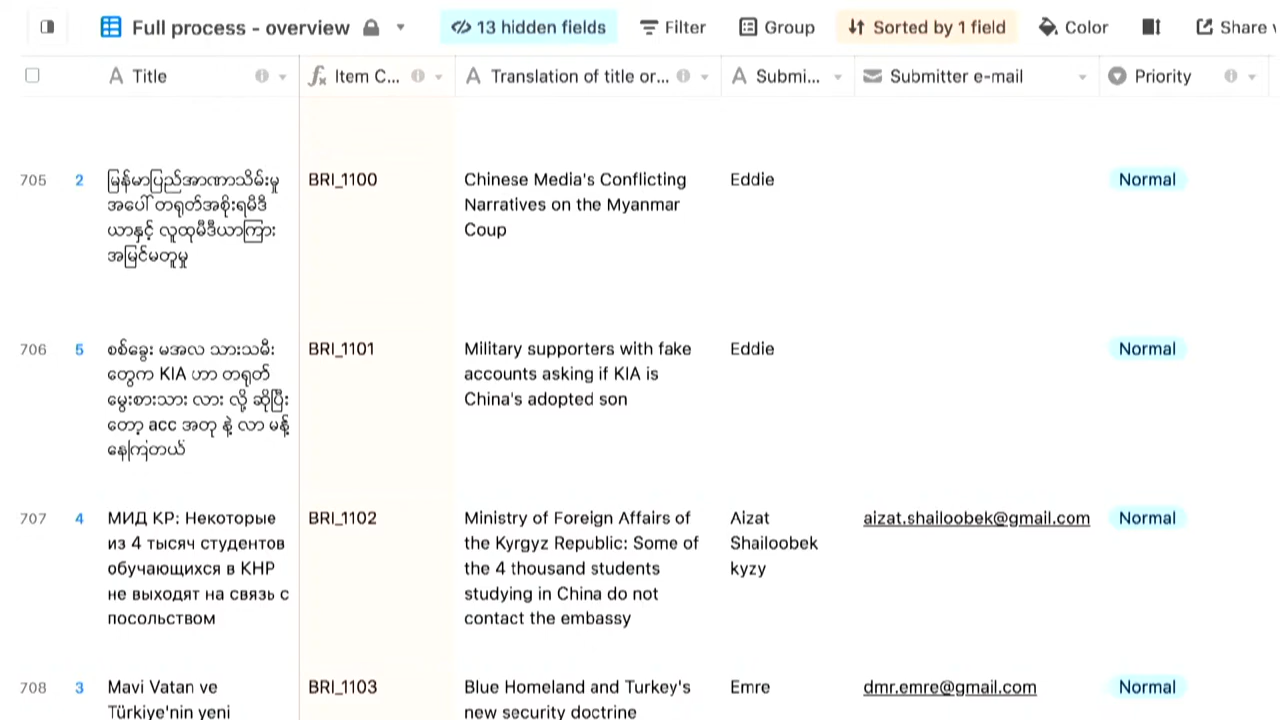 Full process - overview
13 hidden fields
Filter
Group
Sorted by 1 field
Color
Share
Title
Item C...
Translation of title or...
Submi...
Submitter e-mail
Priority
705
2
မြန်မာပြည်အာဏာသိမ်းမှု
အပေါ် တရုတ်အစိုးရမီဒီ
ယာနှင့် လူထုမီဒီယာကြား
အမြင်မတူမှု
BRI_1100
Chinese Media's Conflicting
Narratives on the Myanmar
Coup
Eddie
Normal
706
5
စစ်ခွေး မအလ သားသမီး
တွေက KIA ဟာ တရုတ်
မွေးစားသား လား လို့ ဆိုပြီး
တော့ acc အတု နဲ့ လာ မန့်
နေကြတယ်
BRI_1101
Military supporters with fake
accounts asking if KIA is
China's adopted son
Eddie
Normal
707
4
МИД КР: Некоторые
из 4 тысяч студентов
обучающихся в КНР
не выходят на связь с
посольством
BRI_1102
Ministry of Foreign Affairs of
the Kyrgyz Republic: Some of
the 4 thousand students
studying in China do not
contact the embassy
Aizat
Shailoobek
kyzy
aizat.shailoobek@gmail.com
Normal
708
3
Mavi Vatan ve
Türkiye'nin yeni
BRI_1103
Blue Homeland and Turkey's
new security doctrine
Emre
dmr.emre@gmail.com
Normal